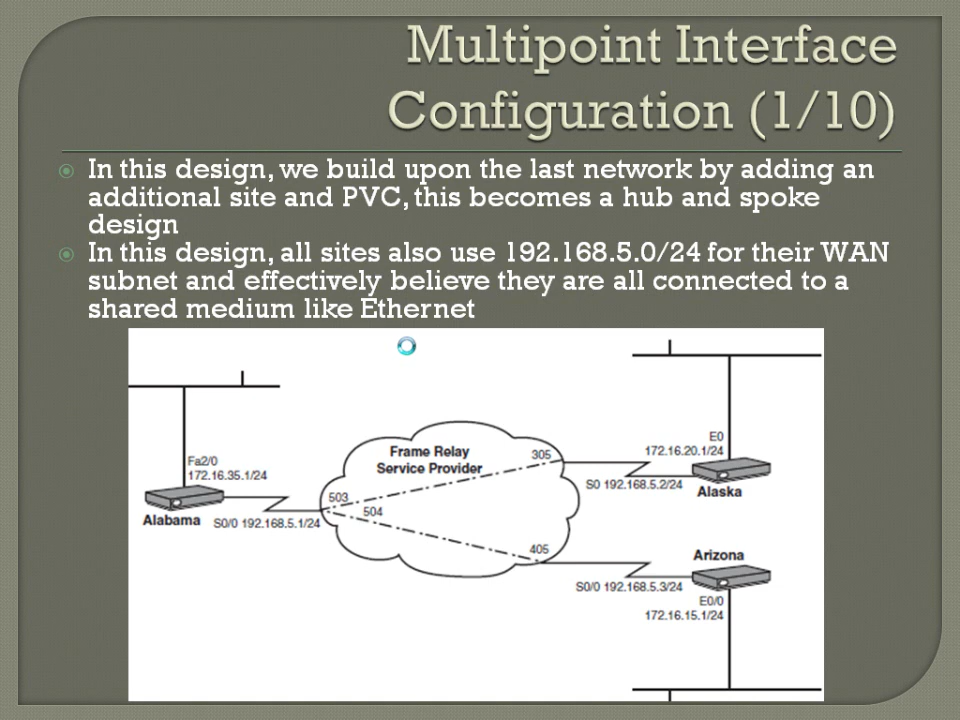 Multipoint Interface
Configuration (1/10)
In this design, we build upon the last network by adding an
additional site and PVC, this becomes a hub and spoke
design
In this design, all sites also use 192.168.5.0/24 for their WAN
subnet and effectively believe they are all connected to a
shared medium like Ethernet
Fa2/0
172.16.35.1/24
Alabama
S0/0 192.168.5.1/24
Frame Relay
Service Provider
503
504
305
405
E0
172.16.20.1/24
S0 192.168.5.2/24
Alaska
Arizona
S0/0 192.168.5.3/24
E0/0
172.16.15.1/24